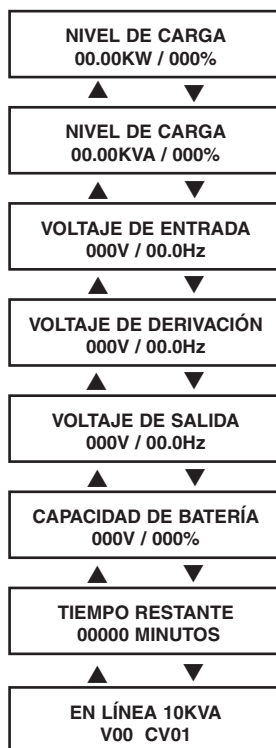 NIVEL DE CARGA
00.00KW / 000%
NIVEL DE CARGA
00.00KVA / 000%
VOLTAJE DE ENTRADA
000V / 00.0Hz
VOLTAJE DE DERIVACIÓN
000V / 00.0Hz
VOLTAJE DE SALIDA
000V / 00.0Hz
CAPACIDAD DE BATERÍA
000V / 000%
TIEMPO RESTANTE
00000 MINUTOS
EN LÍNEA 10KVA
V00 CV01